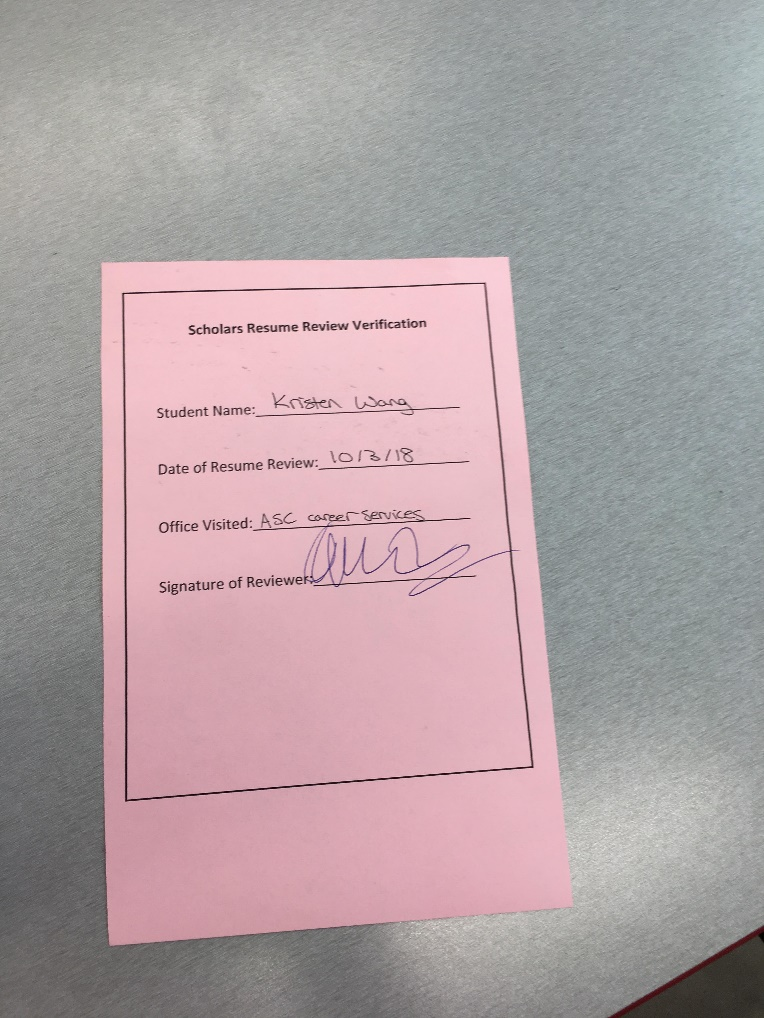 Scholars Resume Review Verification
Student Name: Kristen Wang
Date of Resume Review: 10/3/18
Office Visited: ASC career services
Signature of Reviewer: